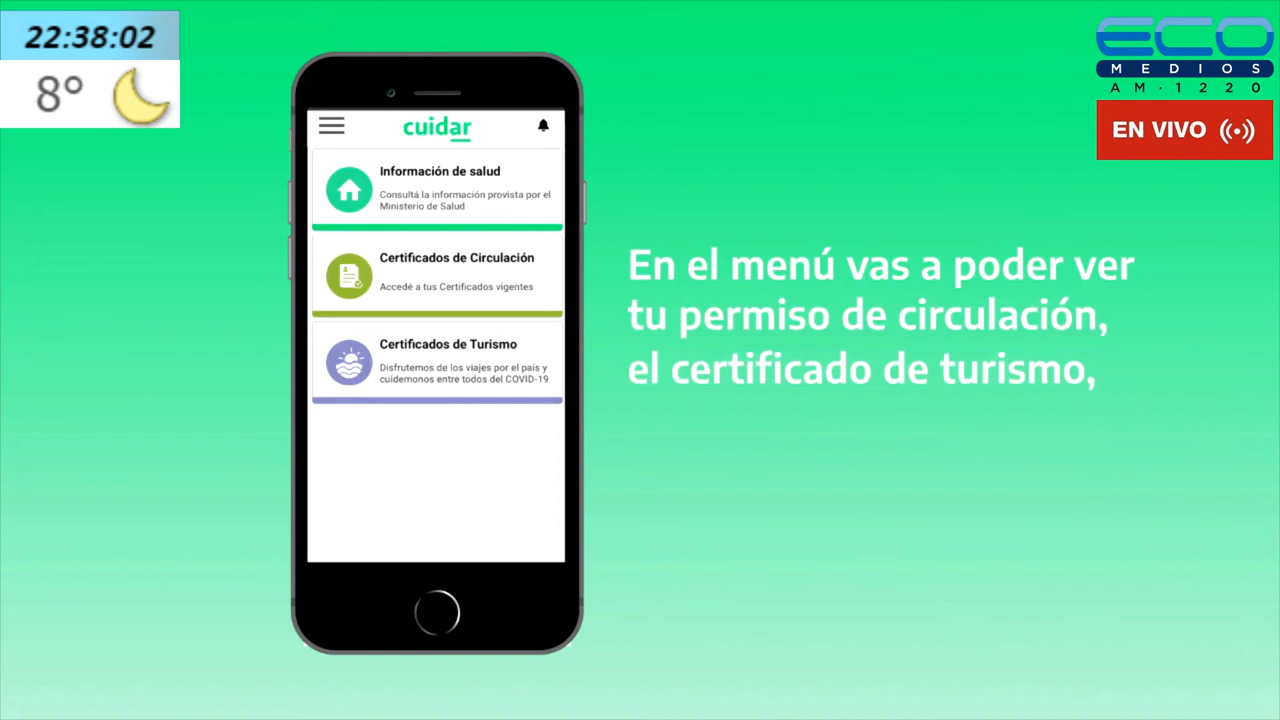 22:38:02
8°
ECO
MEDIOS
AM·1220
EN VIVO
cuidar
Información de salud
Consultá la información provista por el
Ministerio de Salud
Certificados de Circulación
Accedé a tus Certificados vigentes
Certificados de Turismo
Disfrutemos de los viajes por el país y
cuidemonos entre todos del COVID-19
En el menú vas a poder ver
tu permiso de circulación,
el certificado de turismo,